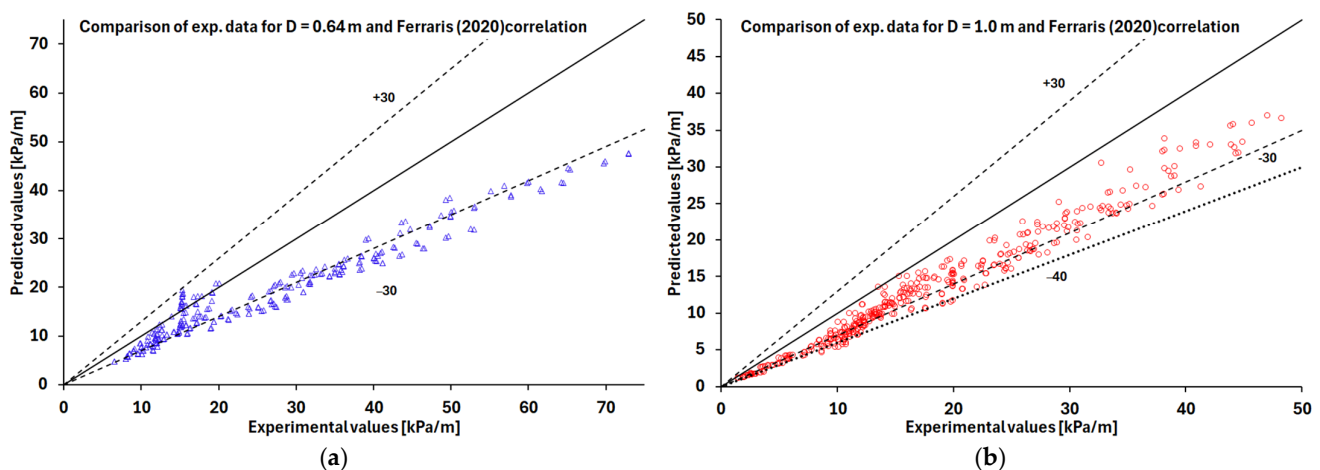 Comparison of exp. data for D = 0.64 m and Ferraris (2020)correlation
Predicted values [kPa/m]
70
60
50
40
30
20
10
0
+30
−30
0 10 20 30 40 50 60 70
Experimental values [kPa/m]
(a)
Comparison of exp. data for D = 1.0 m and Ferraris (2020)correlation
Predicted values [kPa/m]
50
45
40
35
30
25
20
15
10
5
0
+30
-30
−40
0 10 20 30 40 50
Experimental values [kPa/m]
(b)